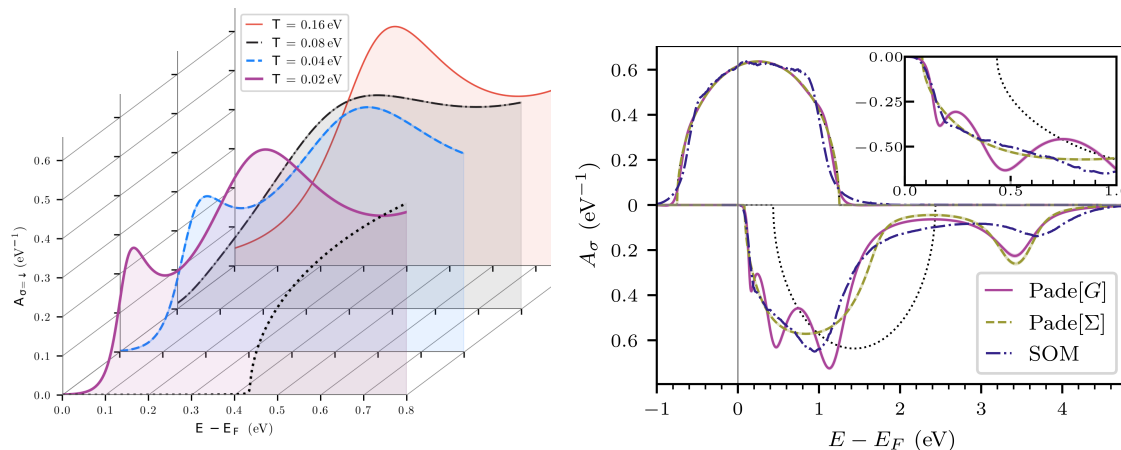 T = 0.16 eV
T = 0.08 eV
T = 0.04 eV
T = 0.02 eV
0.6
0.5
0.4
0.3
0.2
0.1
0.0
A_{σ=↓} (eV⁻¹)
0.0 0.1 0.2 0.3 0.4 0.5 0.6 0.7 0.8
E − E_F (eV)
0.6
0.4
0.2
0
0.2
0.4
0.6
A_σ (eV⁻¹)
0.00
−0.25
−0.50
0.0 0.5 1.0
Pade[G]
Pade[Σ]
SOM
−1 0 1 2 3 4
E − E_F (eV)